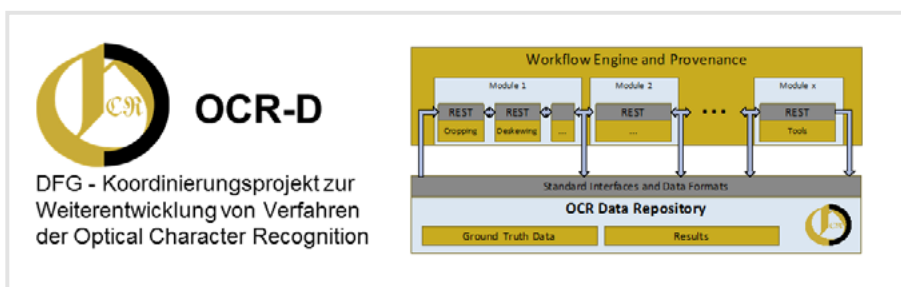 CR
OCR-D
DFG - Koordinierungsprojekt zur
Weiterentwicklung von Verfahren
der Optical Character Recognition
Workflow Engine and Provenance
Module 1
Module 2
Module x
REST
REST
REST
REST
Cropping
Deskewing
...
...
Tools
Standard Interfaces and Data Formats
OCR Data Repository
Ground Truth Data
Results